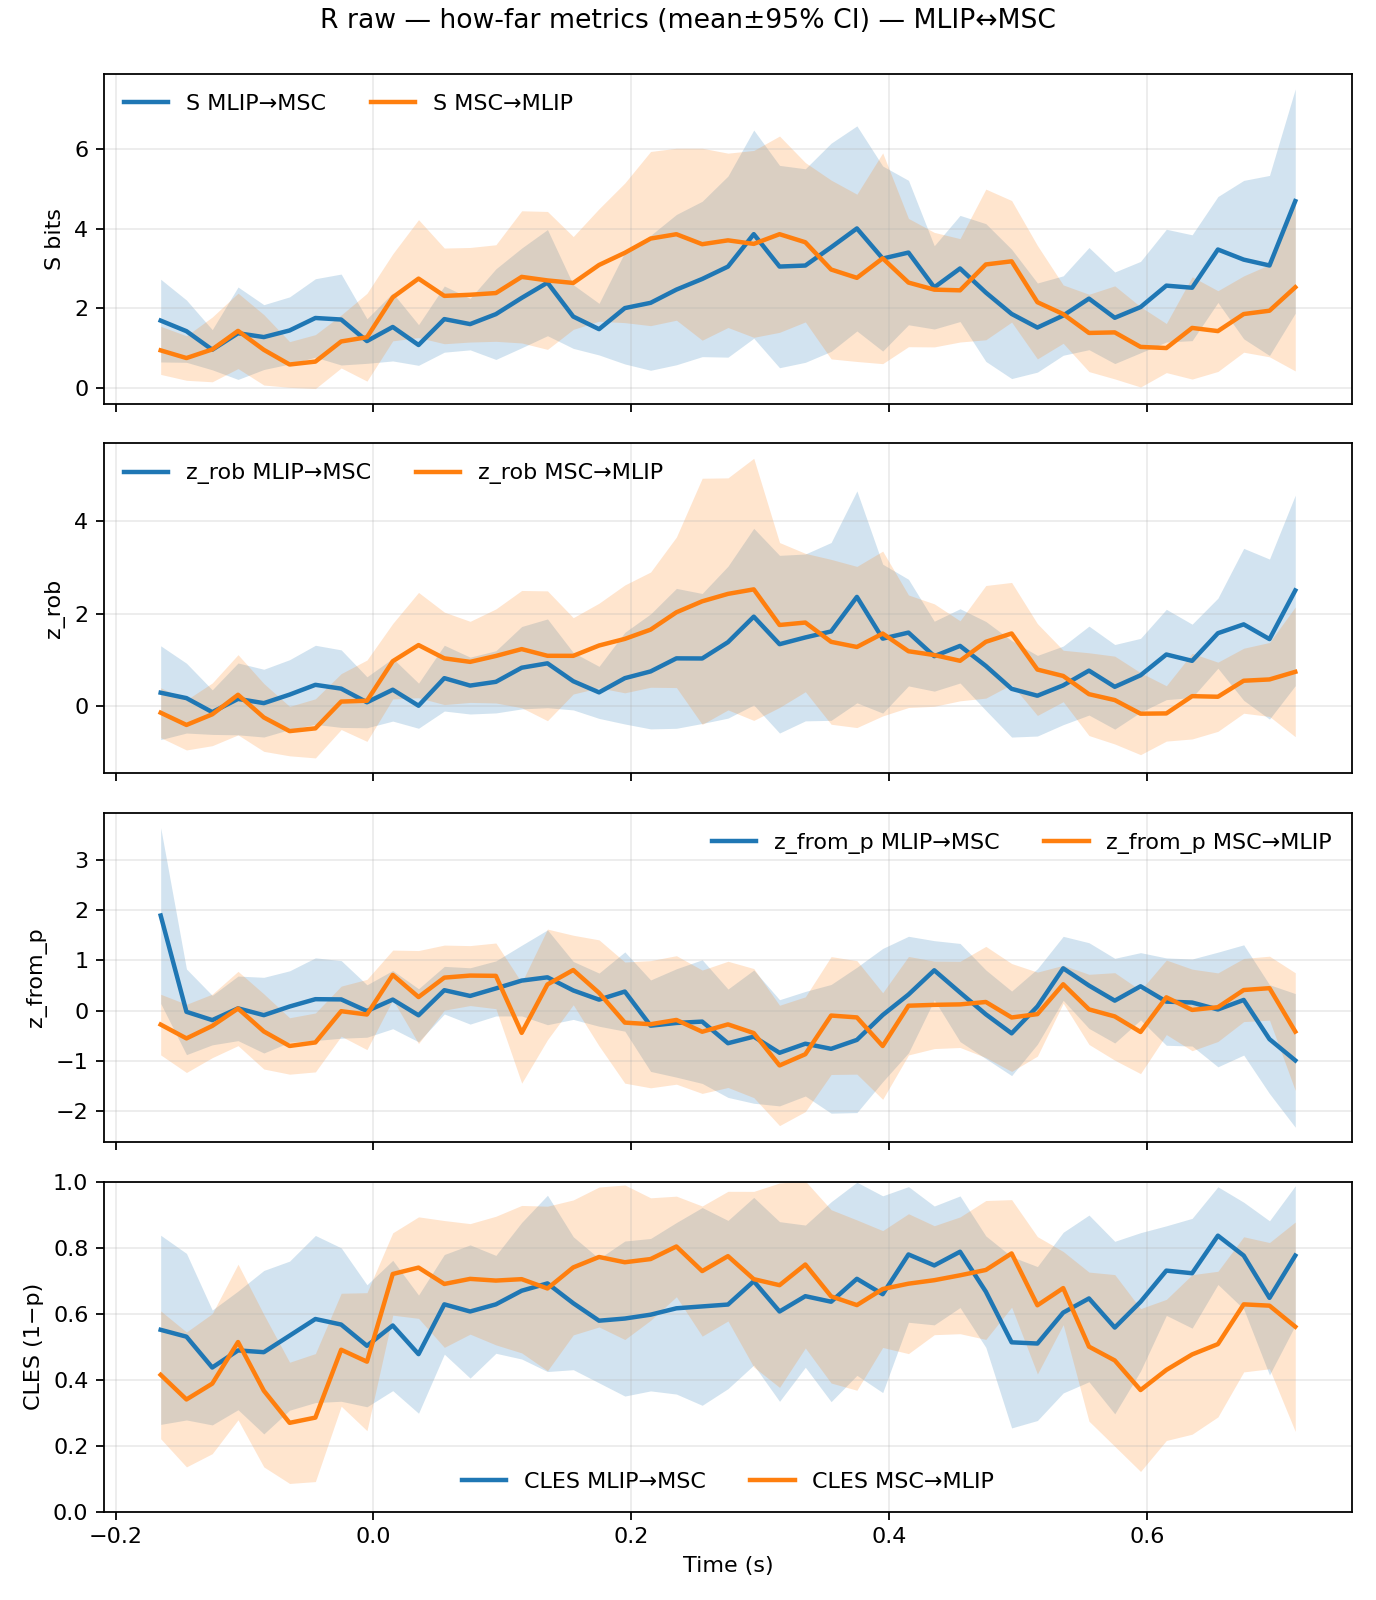 R raw — how-far metrics (mean±95% CI) — MLIP↔MSC
S MLIP→MSC S MSC→MLIP
6
4
2
0
S bits
z_rob MLIP→MSC z_rob MSC→MLIP
4
2
0
z_rob
z_from_p MLIP→MSC z_from_p MSC→MLIP
3
2
1
0
−1
−2
z_from_p
1.0
0.8
0.6
0.4
0.2
0.0
CLES (1−p)
CLES MLIP→MSC CLES MSC→MLIP
−0.2 0.0 0.2 0.4 0.6
Time (s)